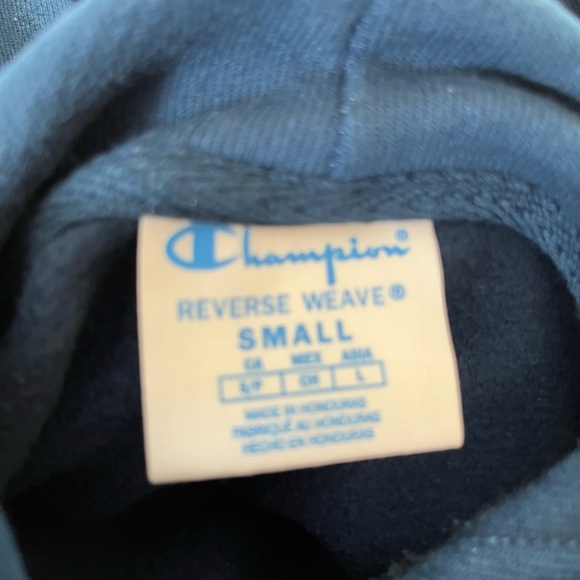 Champion®
REVERSE WEAVE®
SMALL
CA MEX ASIA
S/P CH L
MADE IN HONDURAS
FABRIQUÉ AU HONDURAS
HECHO EN HONDURAS